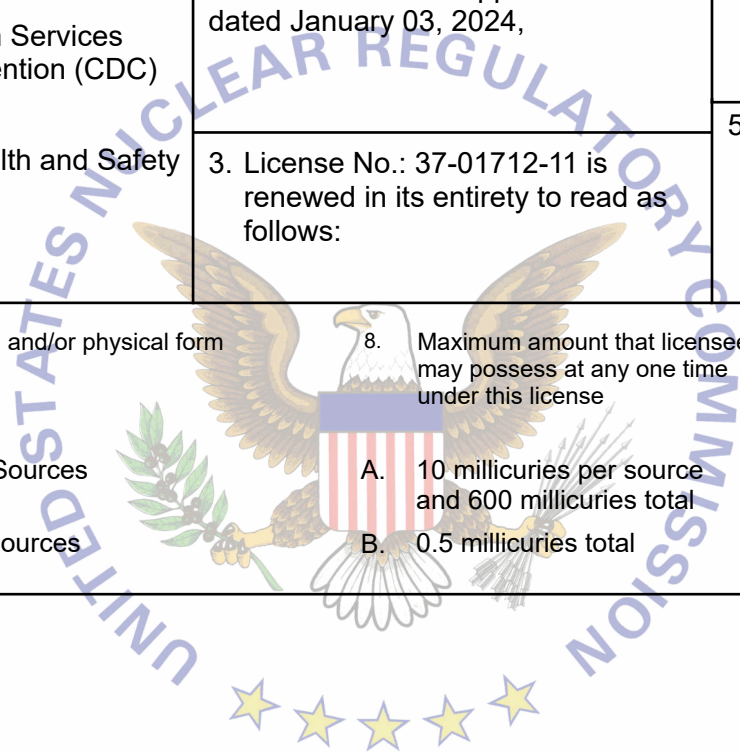 n Services
ention (CDC)
lth and Safety
dated January 03, 2024,
5
3. License No.: 37-01712-11 is
renewed in its entirety to read as
follows:
and/or physical form
8. Maximum amount that licensee
may possess at any one time
under this license
Sources
A. 10 millicuries per source
and 600 millicuries total
ources
B. 0.5 millicuries total
UNITED STATES NUCLEAR REGULATORY COMMISSION